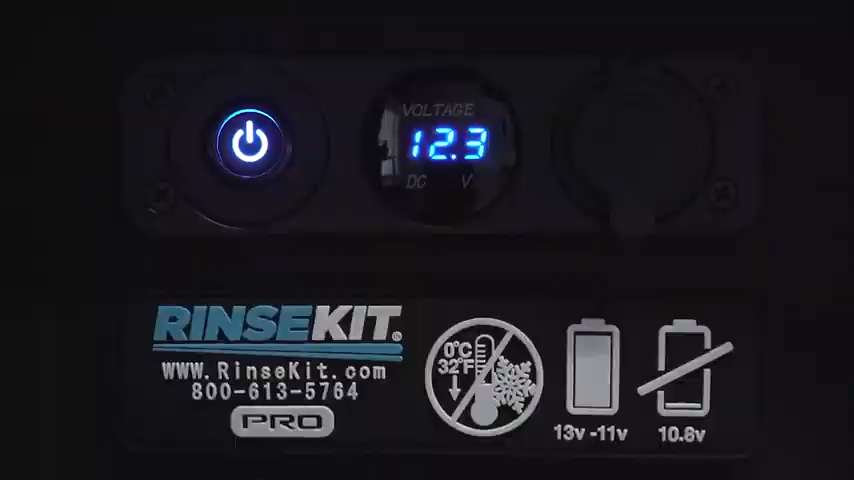 VOLTAGE
12.3
DC V
RINSEKIT®
www.RinseKit.com
800-613-5764
PRO
0°C
32°F
13v -11v
10.8v